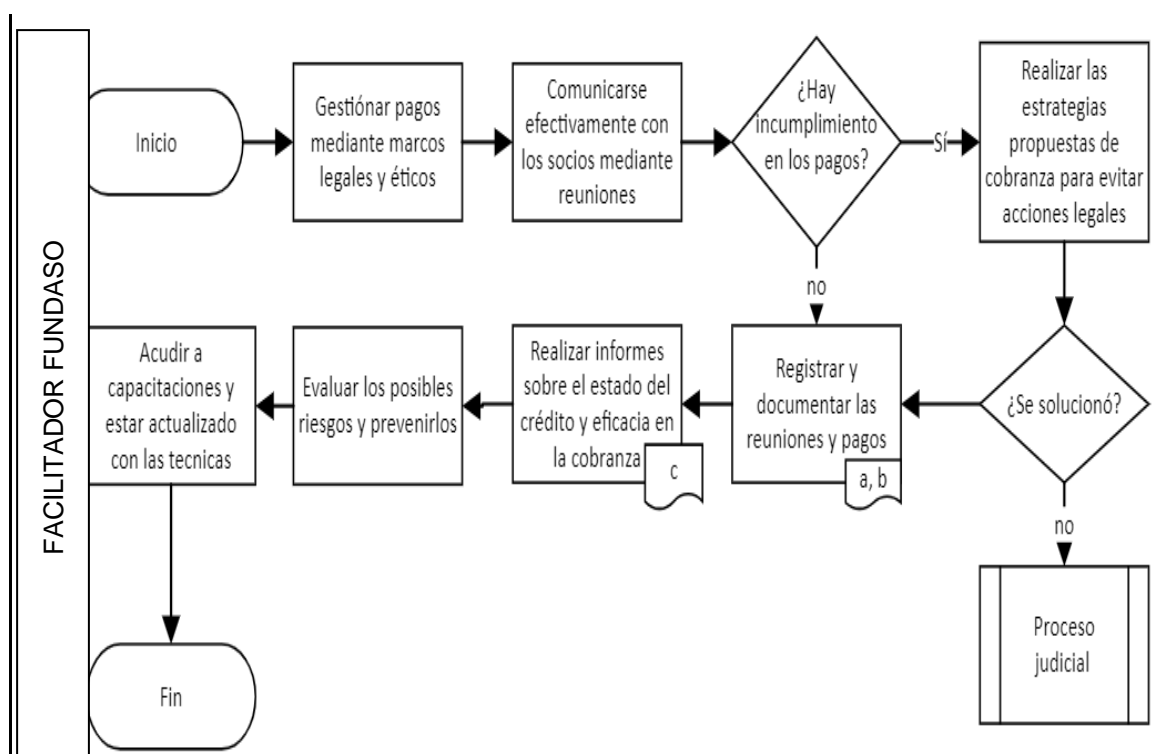 FACILITADOR FUNDASO
Inicio
Gestiónar pagos
mediante marcos
legales y éticos
Comunicarse
efectivamente con
los socios mediante
reuniones
¿Hay
incumplimiento
en los pagos?
Sí
Realizar las
estrategias
propuestas de
cobranza para evitar
acciones legales
no
¿Se solucionó?
Registrar y
documentar las
reuniones y pagos
a, b
Realizar informes
sobre el estado del
crédito y eficacia en
la cobranza
c
Evaluar los posibles
riesgos y prevenirlos
Acudir a
capacitaciones y
estar actualizado
con las tecnicas
no
Proceso
judicial
Fin